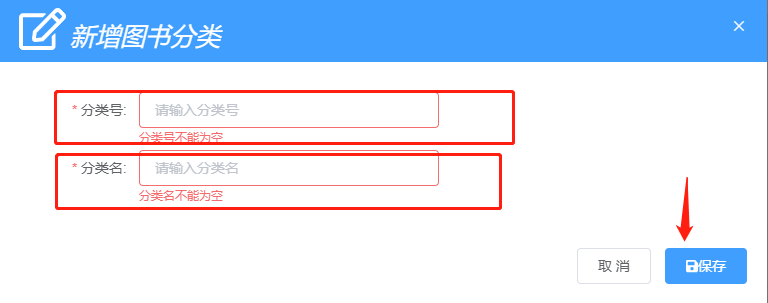 新增图书分类
* 分类号: 请输入分类号
分类号不能为空
* 分类名: 请输入分类名
分类名不能为空
取 消 保存